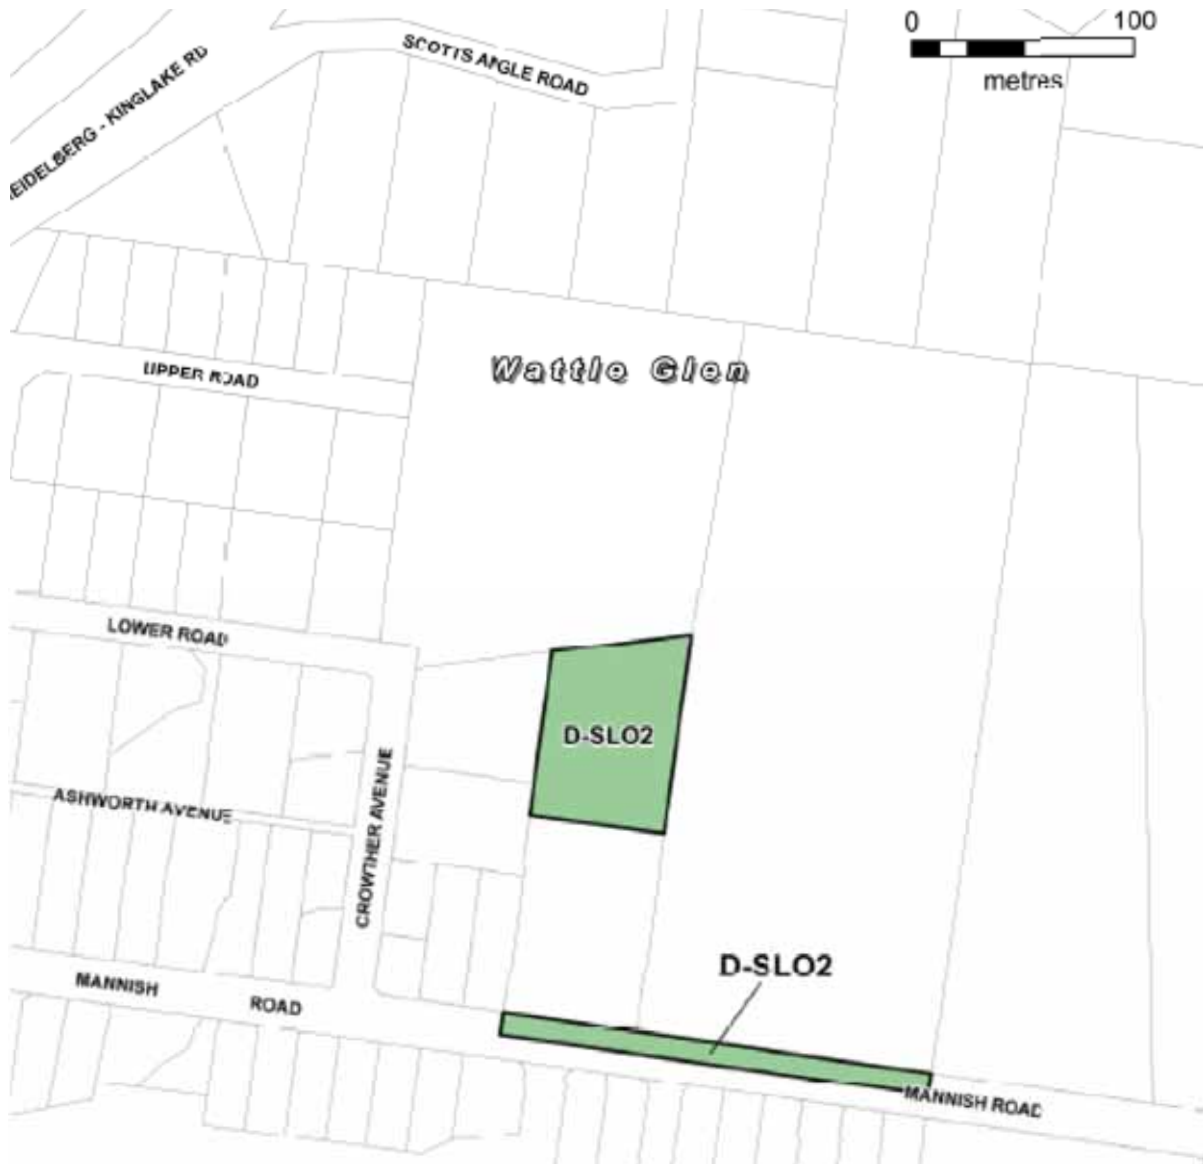 0 100
metres
SCOTTS ANGLE ROAD
EIDELBERG - KINGLAKE RD
Wattle Glen
UPPER ROAD
LOWER ROAD
D-SLO2
ASHWORTH AVENUE
CROWTHER AVENUE
D-SLO2
MANNISH ROAD
MANNISH ROAD